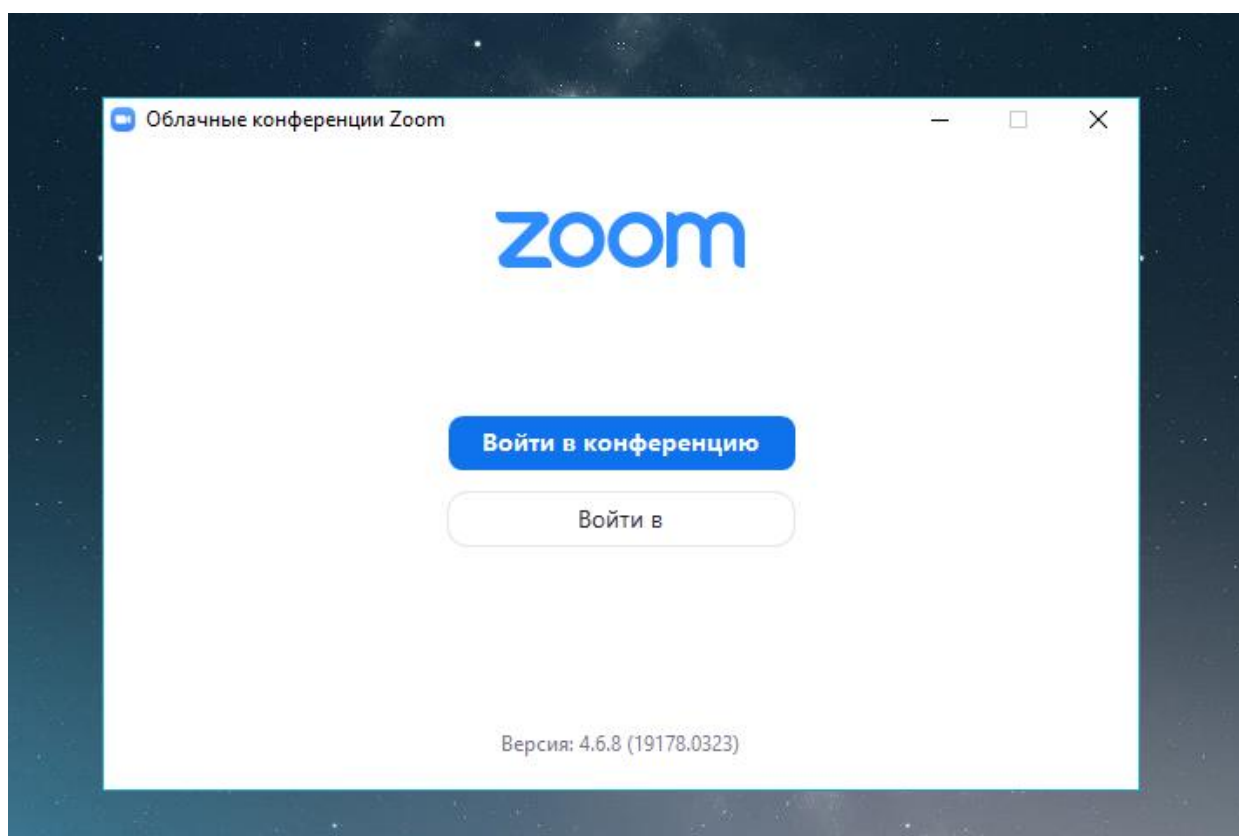 Облачные конференции Zoom
zoom
Войти в конференцию
Войти в
Версия: 4.6.8 (19178.0323)